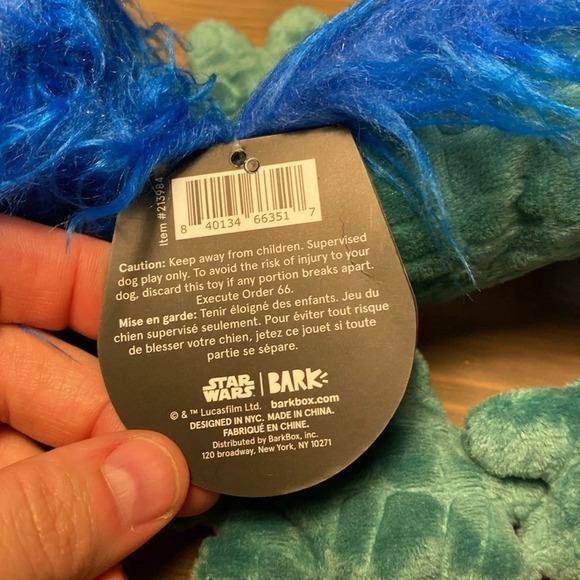 Item #213984
8 40134 66351 7
Caution: Keep away from children. Supervised
dog play only. To avoid the risk of injury to your
dog, discard this toy if any portion breaks apart.
Execute Order 66.
Mise en garde: Tenir éloigné des enfants. Jeu du
chien supervisé seulement. Pour éviter tout risque
de blesser votre chien, jetez ce jouet si toute
partie se sépare.
STAR WARS | BARK
© & ™ Lucasfilm Ltd. barkbox.com
DESIGNED IN NYC. MADE IN CHINA.
FABRIQUÉ EN CHINE.
Distributed by BarkBox, inc.
120 broadway, New York, NY 10271